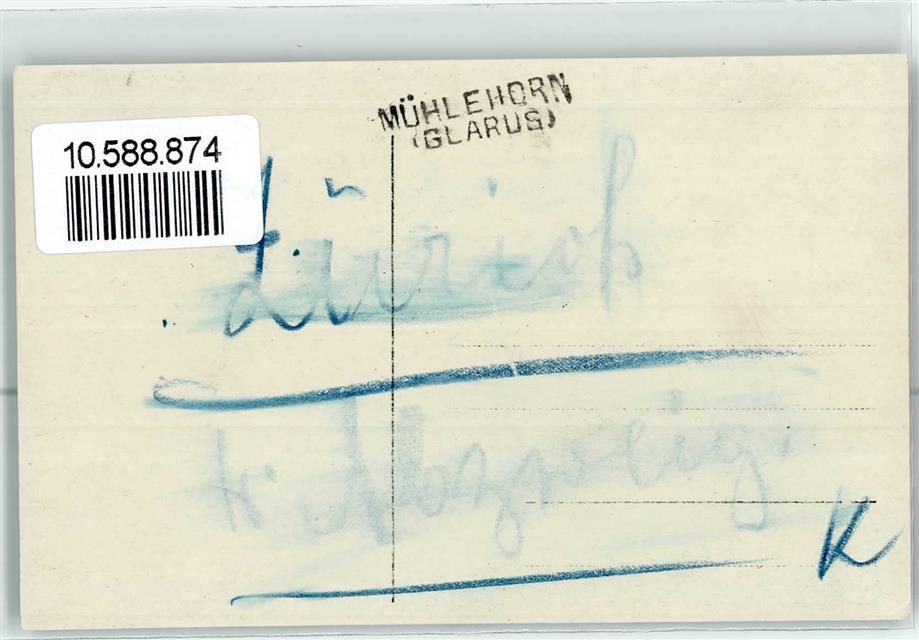 MÜHLEHORN
(GLARUS)
10.588.874
Zürich
K